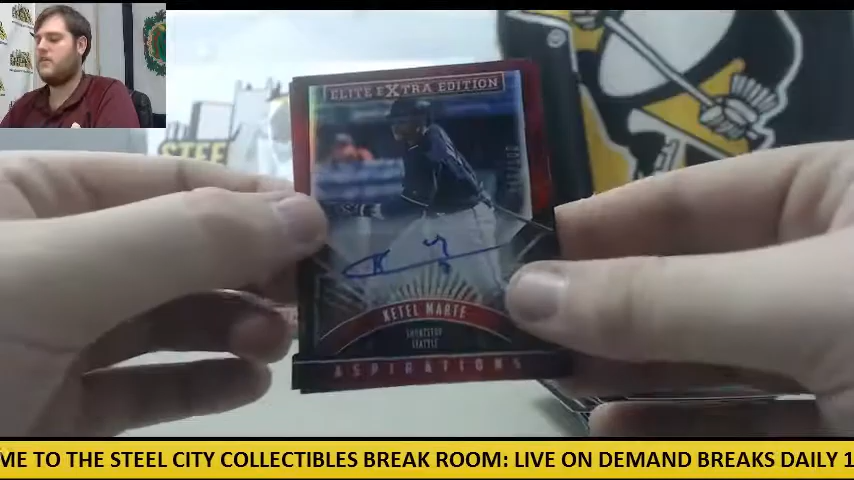 ELITE EXTRA EDITION
KETEL MARTE
SHORTSTOP
SEATTLE
ASPIRATIONS
STEEL
ME TO THE STEEL CITY COLLECTIBLES BREAK ROOM: LIVE ON DEMAND BREAKS DAILY 1